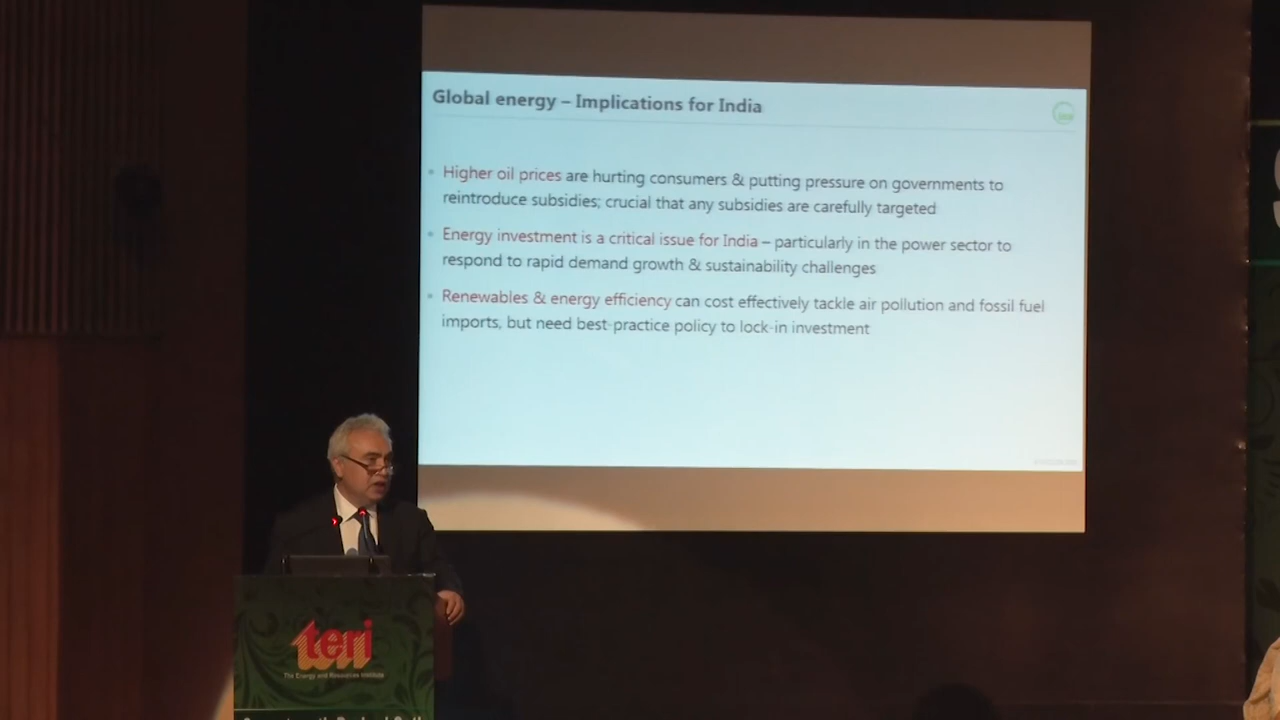 Global energy – Implications for India
Higher oil prices are hurting consumers & putting pressure on governments to
reintroduce subsidies; crucial that any subsidies are carefully targeted
Energy investment is a critical issue for India – particularly in the power sector to
respond to rapid demand growth & sustainability challenges
Renewables & energy efficiency can cost effectively tackle air pollution and fossil fuel
imports, but need best-practice policy to lock-in investment
teri
The Energy and Resources Institute